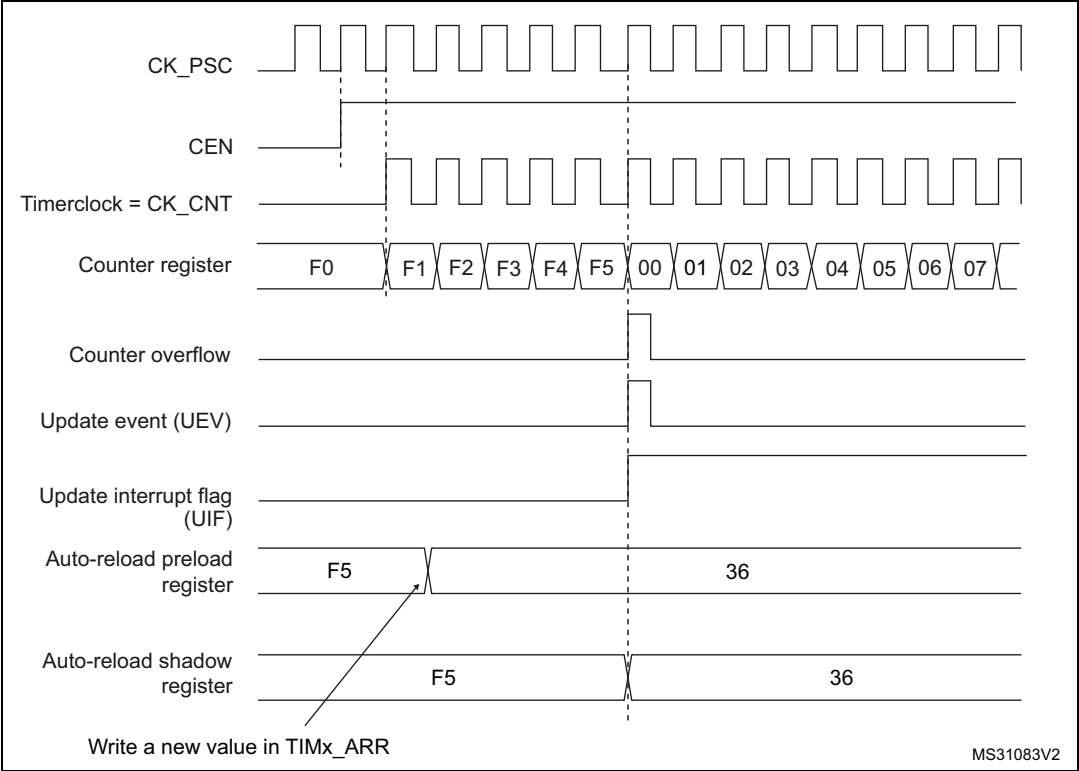 CK_PSC
CEN
Timerclock = CK_CNT
Counter register F0 F1 F2 F3 F4 F5 00 01 02 03 04 05 06 07
Counter overflow
Update event (UEV)
Update interrupt flag
(UIF)
Auto-reload preload
register
F5 36
Auto-reload shadow
register
F5 36
Write a new value in TIMx_ARR
MS31083V2